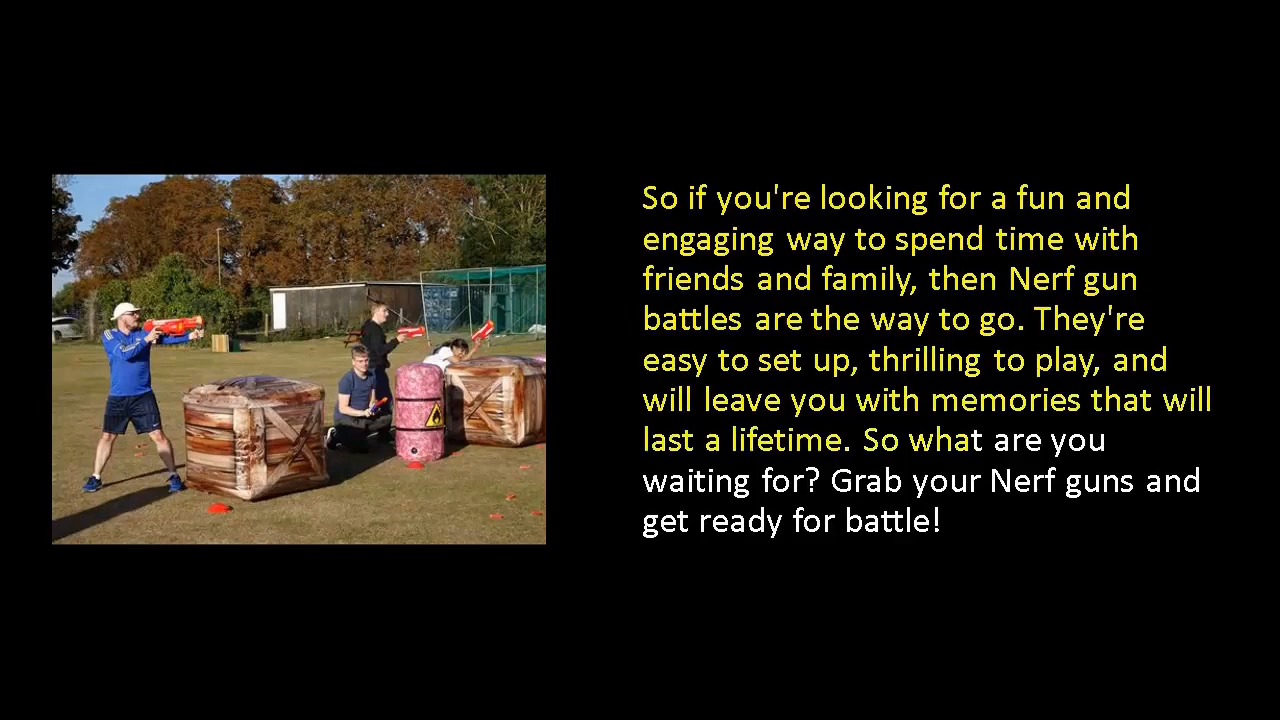 So if you're looking for a fun and
engaging way to spend time with
friends and family, then Nerf gun
battles are the way to go. They're
easy to set up, thrilling to play, and
will leave you with memories that will
last a lifetime. So what are you
waiting for? Grab your Nerf guns and
get ready for battle!